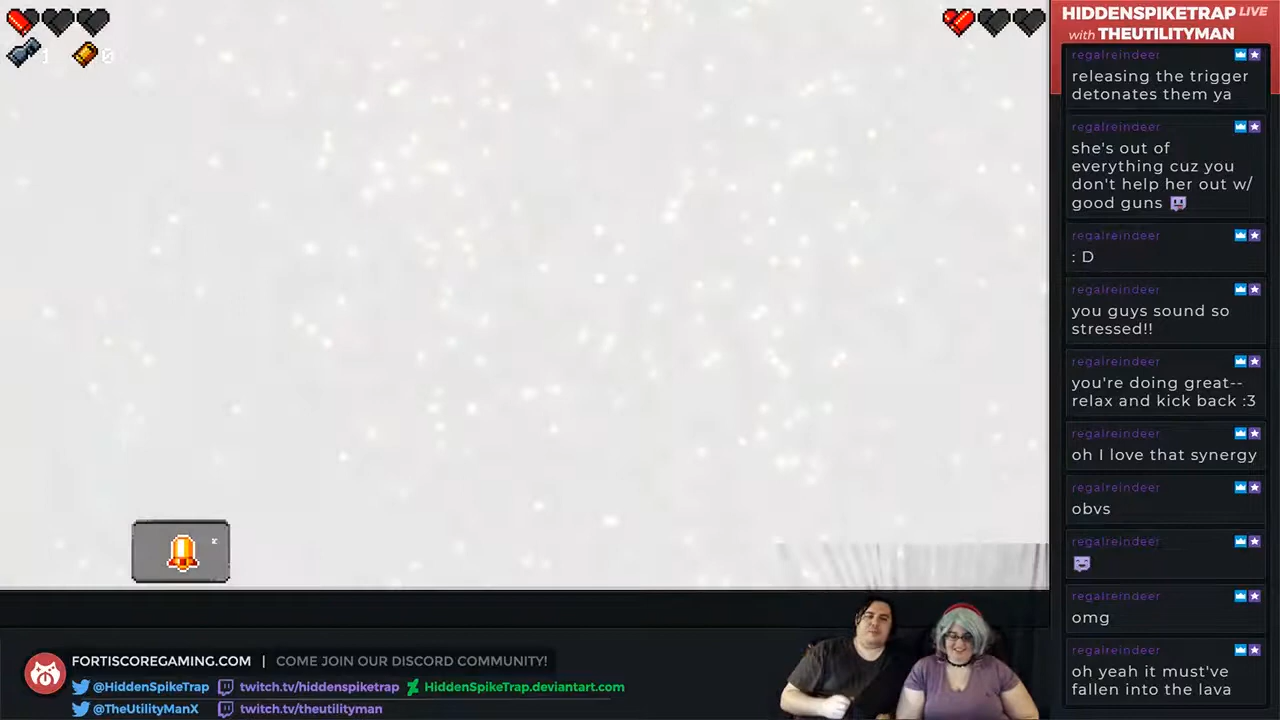 1
0
HIDDENSPIKETRAP LIVE
with THEUTILITYMAN
regalreindeer
releasing the trigger
detonates them ya
regalreindeer
she's out of
everything cuz you
don't help her out w/
good guns
regalreindeer
: D
regalreindeer
you guys sound so
stressed!!
regalreindeer
you're doing great--
relax and kick back :3
regalreindeer
oh I love that synergy
regalreindeer
obvs
regalreindeer
regalreindeer
omg
regalreindeer
oh yeah it must've
fallen into the lava
FORTISCOREGAMING.COM | COME JOIN OUR DISCORD COMMUNITY!
@HiddenSpikeTrap twitch.tv/hiddenspiketrap HiddenSpikeTrap.deviantart.com
@TheUtilityManX twitch.tv/theutilityman